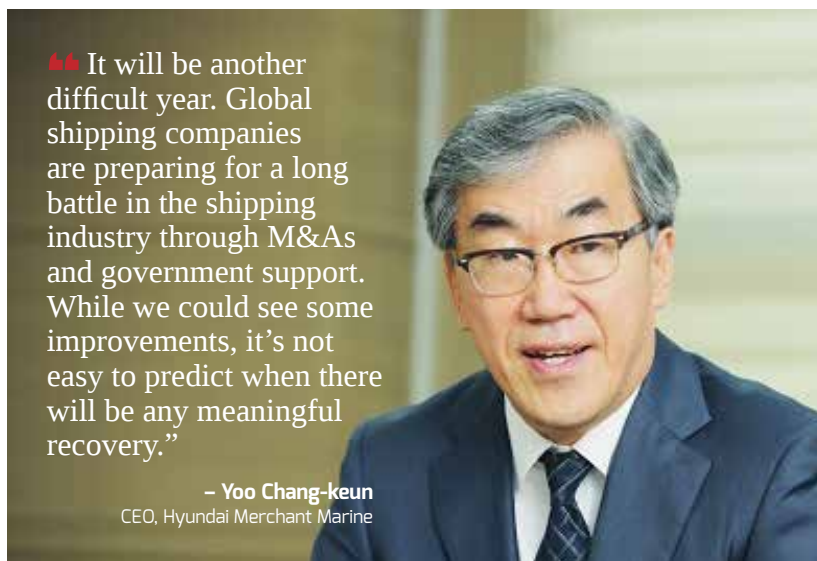 ❝ It will be another
difficult year. Global
shipping companies
are preparing for a long
battle in the shipping
industry through M&As
and government support.
While we could see some
improvements, it’s not
easy to predict when there
will be any meaningful
recovery.”
– Yoo Chang-keun
CEO, Hyundai Merchant Marine